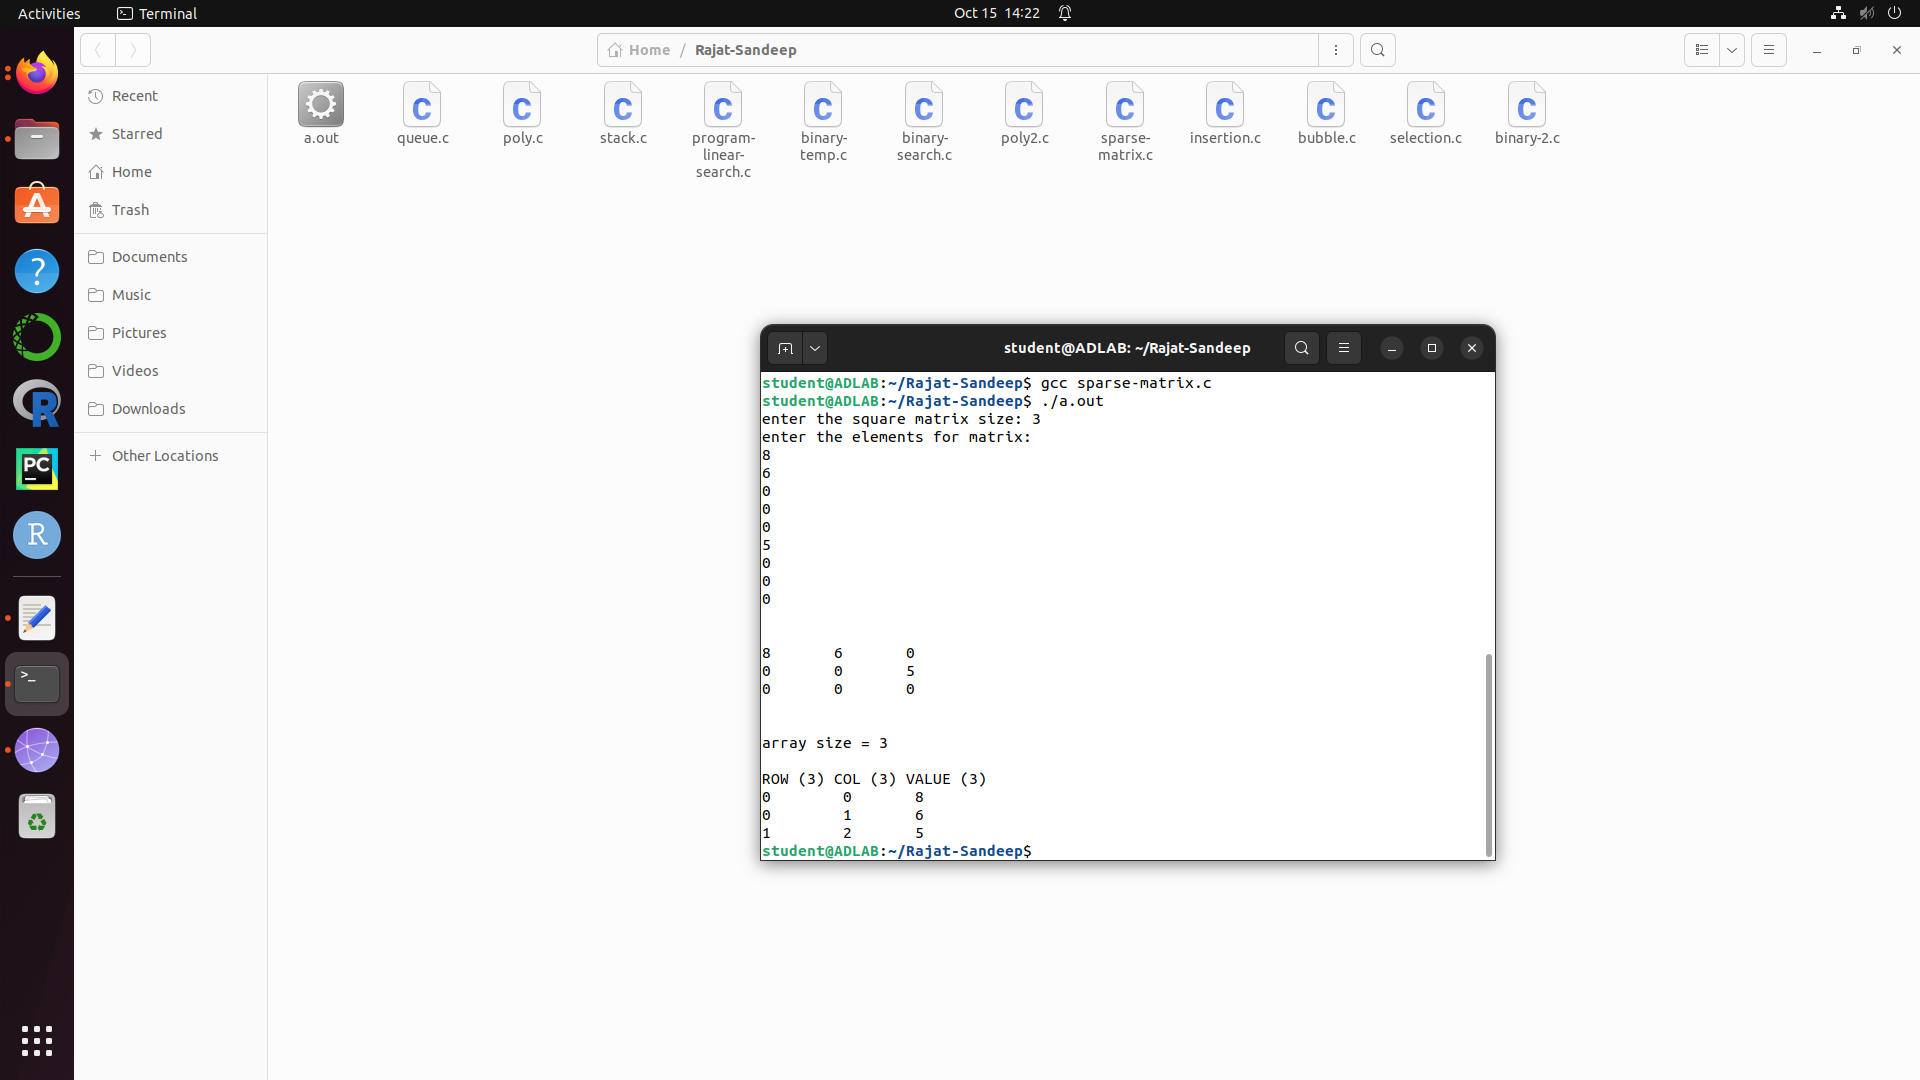 Activities
Terminal
Oct 15 14:22
Home / Rajat-Sandeep
Recent
Starred
Home
Trash
Documents
Music
Pictures
Videos
Downloads
Other Locations
a.out
queue.c
poly.c
stack.c
program-
linear-
search.c
binary-
temp.c
binary-
search.c
poly2.c
sparse-
matrix.c
insertion.c
bubble.c
selection.c
binary-2.c
C
C
C
C
C
C
C
C
C
C
C
C
?
R
PC
R
>_
student@ADLAB: ~/Rajat-Sandeep
student@ADLAB:~/Rajat-Sandeep$ gcc sparse-matrix.c
student@ADLAB:~/Rajat-Sandeep$ ./a.out
enter the square matrix size: 3
enter the elements for matrix:
8
6
0
0
0
5
0
0
0
8 6 0
0 0 5
0 0 0
array size = 3
ROW (3) COL (3) VALUE (3)
0 0 8
0 1 6
1 2 5
student@ADLAB:~/Rajat-Sandeep$